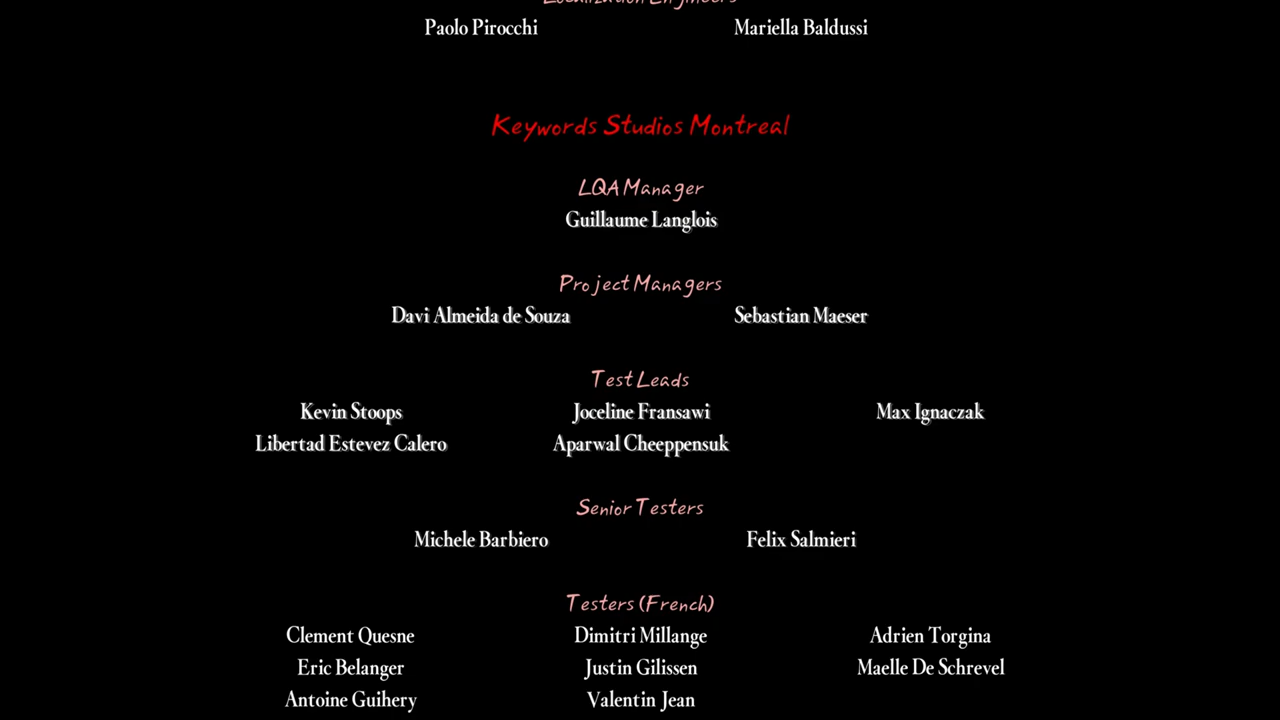 Localization Engineers
Paolo Pirocchi Mariella Baldussi
Keywords Studios Montreal
LQA Manager
Guillaume Langlois
Project Managers
Davi Almeida de Souza Sebastian Maeser
Test Leads
Kevin Stoops Joceline Fransawi Max Ignaczak
Libertad Estevez Calero Aparwal Cheeppensuk
Senior Testers
Michele Barbiero Felix Salmieri
Testers (French)
Clement Quesne Dimitri Millange Adrien Torgina
Eric Belanger Justin Gilissen Maelle De Schrevel
Antoine Guihery Valentin Jean